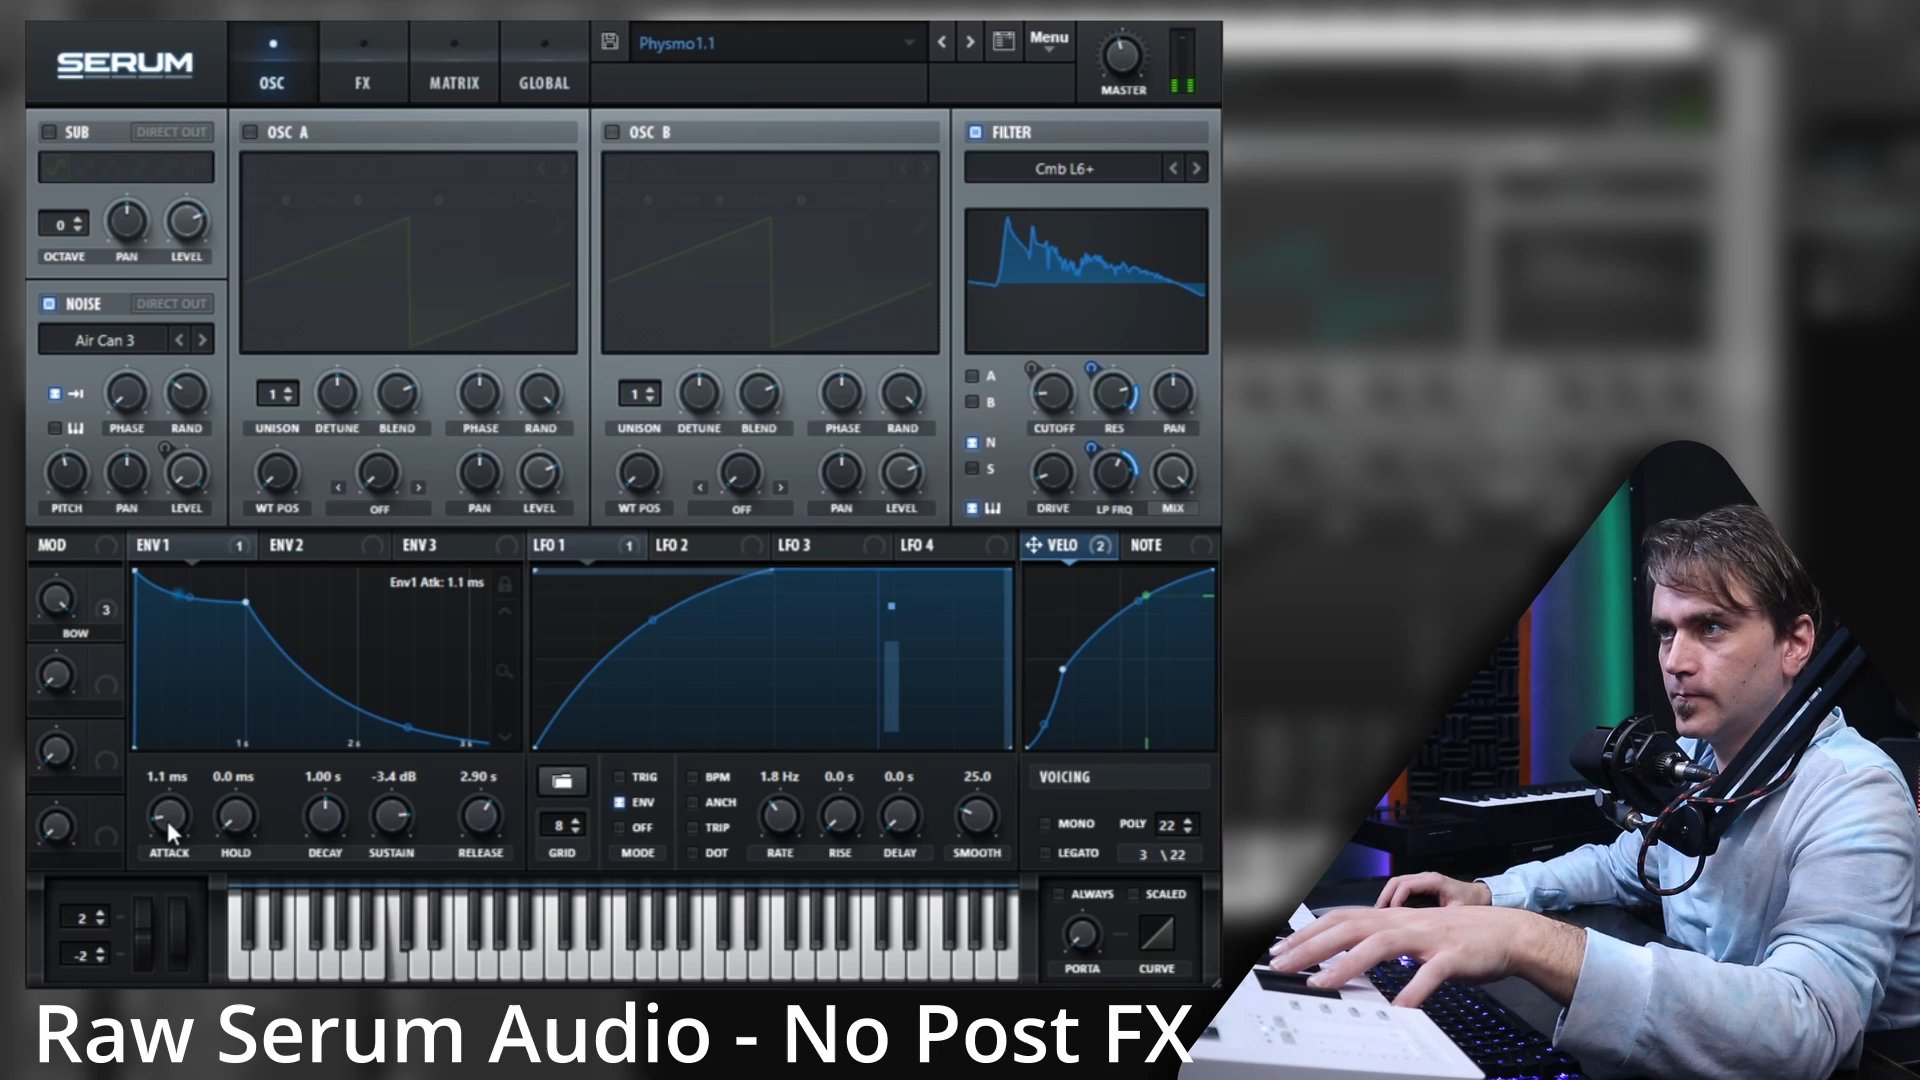 SERUM
OSC
FX
MATRIX
GLOBAL
Physmo1.1
Menu
MASTER
SUB
DIRECT OUT
0
OCTAVE
PAN
LEVEL
NOISE
DIRECT OUT
Air Can 3
PHASE
RAND
PITCH
PAN
LEVEL
OSC A
1
UNISON
DETUNE
BLEND
PHASE
RAND
WT POS
OFF
PAN
LEVEL
OSC B
1
UNISON
DETUNE
BLEND
PHASE
RAND
WT POS
OFF
PAN
LEVEL
FILTER
Cmb L6+
A
B
N
S
CUTOFF
RES
PAN
DRIVE
LP FRQ
MIX
MOD
ENV 1
1
ENV 2
ENV 3
LFO 1
1
LFO 2
LFO 3
LFO 4
VELO
2
NOTE
3
BOW
Env1 Atk: 1.1 ms
1s
2s
3s
1.1 ms
0.0 ms
1.00 s
-3.4 dB
2.90 s
ATTACK
HOLD
DECAY
SUSTAIN
RELEASE
8
GRID
TRIG
ENV
OFF
MODE
BPM
ANCH
TRIP
DOT
1.8 Hz
0.0 s
0.0 s
25.0
RATE
RISE
DELAY
SMOOTH
VOICING
MONO
POLY
22
LEGATO
3 \ 22
2
-2
ALWAYS
SCALED
PORTA
CURVE
Raw Serum Audio - No Post FX